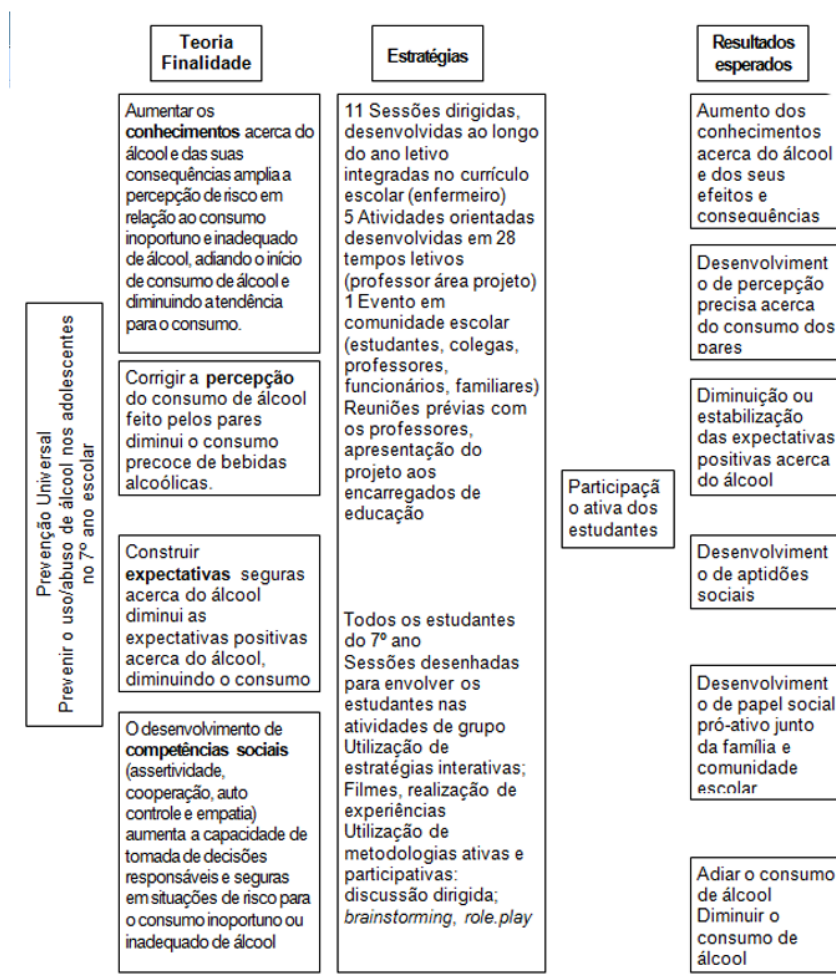 Teoria
Finalidade
Estratégias
Resultados
esperados
Prevenção Universal
Prevenir o uso/abuso de álcool nos adolescentes
no 7º ano escolar
Aumentar os
conhecimentos acerca do
álcool e das suas
consequências amplia a
percepção de risco em
relação ao consumo
inoportuno e inadequado
de álcool, adiando o início
de consumo de álcool e
diminuindo a tendência
para o consumo.
Corrigir a percepção
do consumo de álcool
feito pelos pares
diminui o consumo
precoce de bebidas
alcoólicas.
Construir
expectativas seguras
acerca do álcool
diminui as
expectativas positivas
acerca do álcool,
diminuindo o consumo
O desenvolvimento de
competências sociais
(assertividade,
cooperação, auto
controle e empatia)
aumenta a capacidade de
tomada de decisões
responsáveis e seguras
em situações de risco para
o consumo inoportuno ou
inadequado de álcool
11 Sessões dirigidas,
desenvolvidas ao longo
do ano letivo
integradas no currículo
escolar (enfermeiro)
5 Atividades orientadas
desenvolvidas em 28
tempos letivos
(professor área projeto)
1 Evento em
comunidade escolar
(estudantes, colegas,
professores,
funcionários, familiares)
Reuniões prévias com
os professores,
apresentação do
projeto aos
encarregados de
educação
Todos os estudantes
do 7º ano
Sessões desenhadas
para envolver os
estudantes nas
atividades de grupo
Utilização de
estratégias interativas;
Filmes, realização de
experiências
Utilização de
metodologias ativas e
participativas:
discussão dirigida;
brainstorming, role.play
Participaçã
o ativa dos
estudantes
Aumento dos
conhecimentos
acerca do álcool
e dos seus
efeitos e
consequências
Desenvolviment
o de percepção
precisa acerca
do consumo dos
pares
Diminuição ou
estabilização
das expectativas
positivas acerca
do álcool
Desenvolviment
o de aptidões
sociais
Desenvolviment
o de papel social
pró-ativo junto
da família e
comunidade
escolar
Adiar o consumo
de álcool
Diminuir o
consumo de
álcool